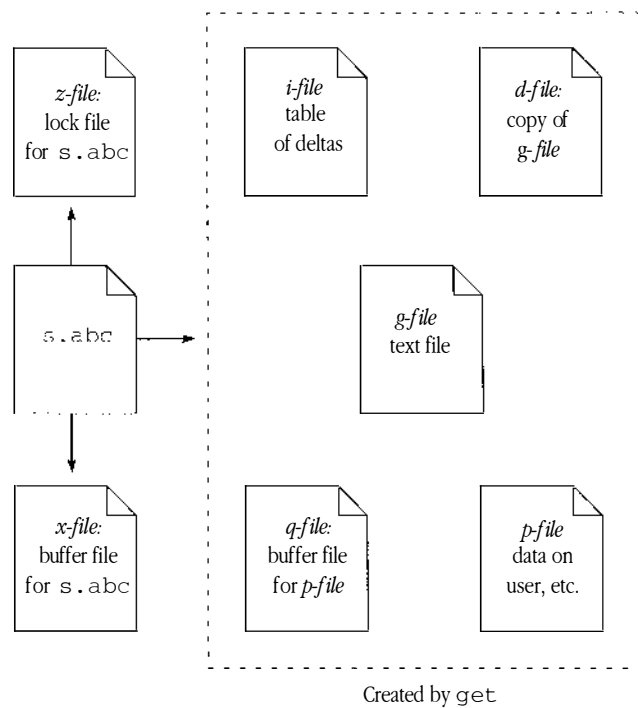 z-file:
lock file
for s.abc
i-file
table
of deltas
d-file:
copy of
g-file
s.abc
g-file
text file
x-file:
buffer file
for s.abc
q-file:
buffer file
for p-file
p-file
data on
user, etc.
Created by get